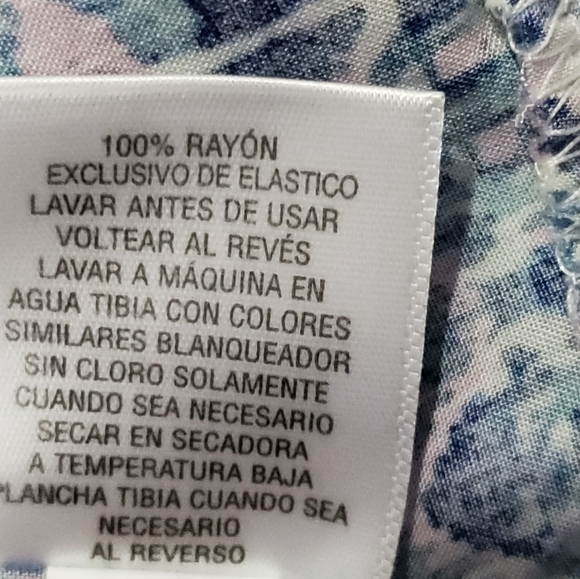 100% RAYÓN
EXCLUSIVO DE ELASTICO
LAVAR ANTES DE USAR
VOLTEAR AL REVÉS
LAVAR A MÁQUINA EN
AGUA TIBIA CON COLORES
SIMILARES BLANQUEADOR
SIN CLORO SOLAMENTE
CUANDO SEA NECESARIO
SECAR EN SECADORA
A TEMPERATURA BAJA
PLANCHA TIBIA CUANDO SEA
NECESARIO
AL REVERSO